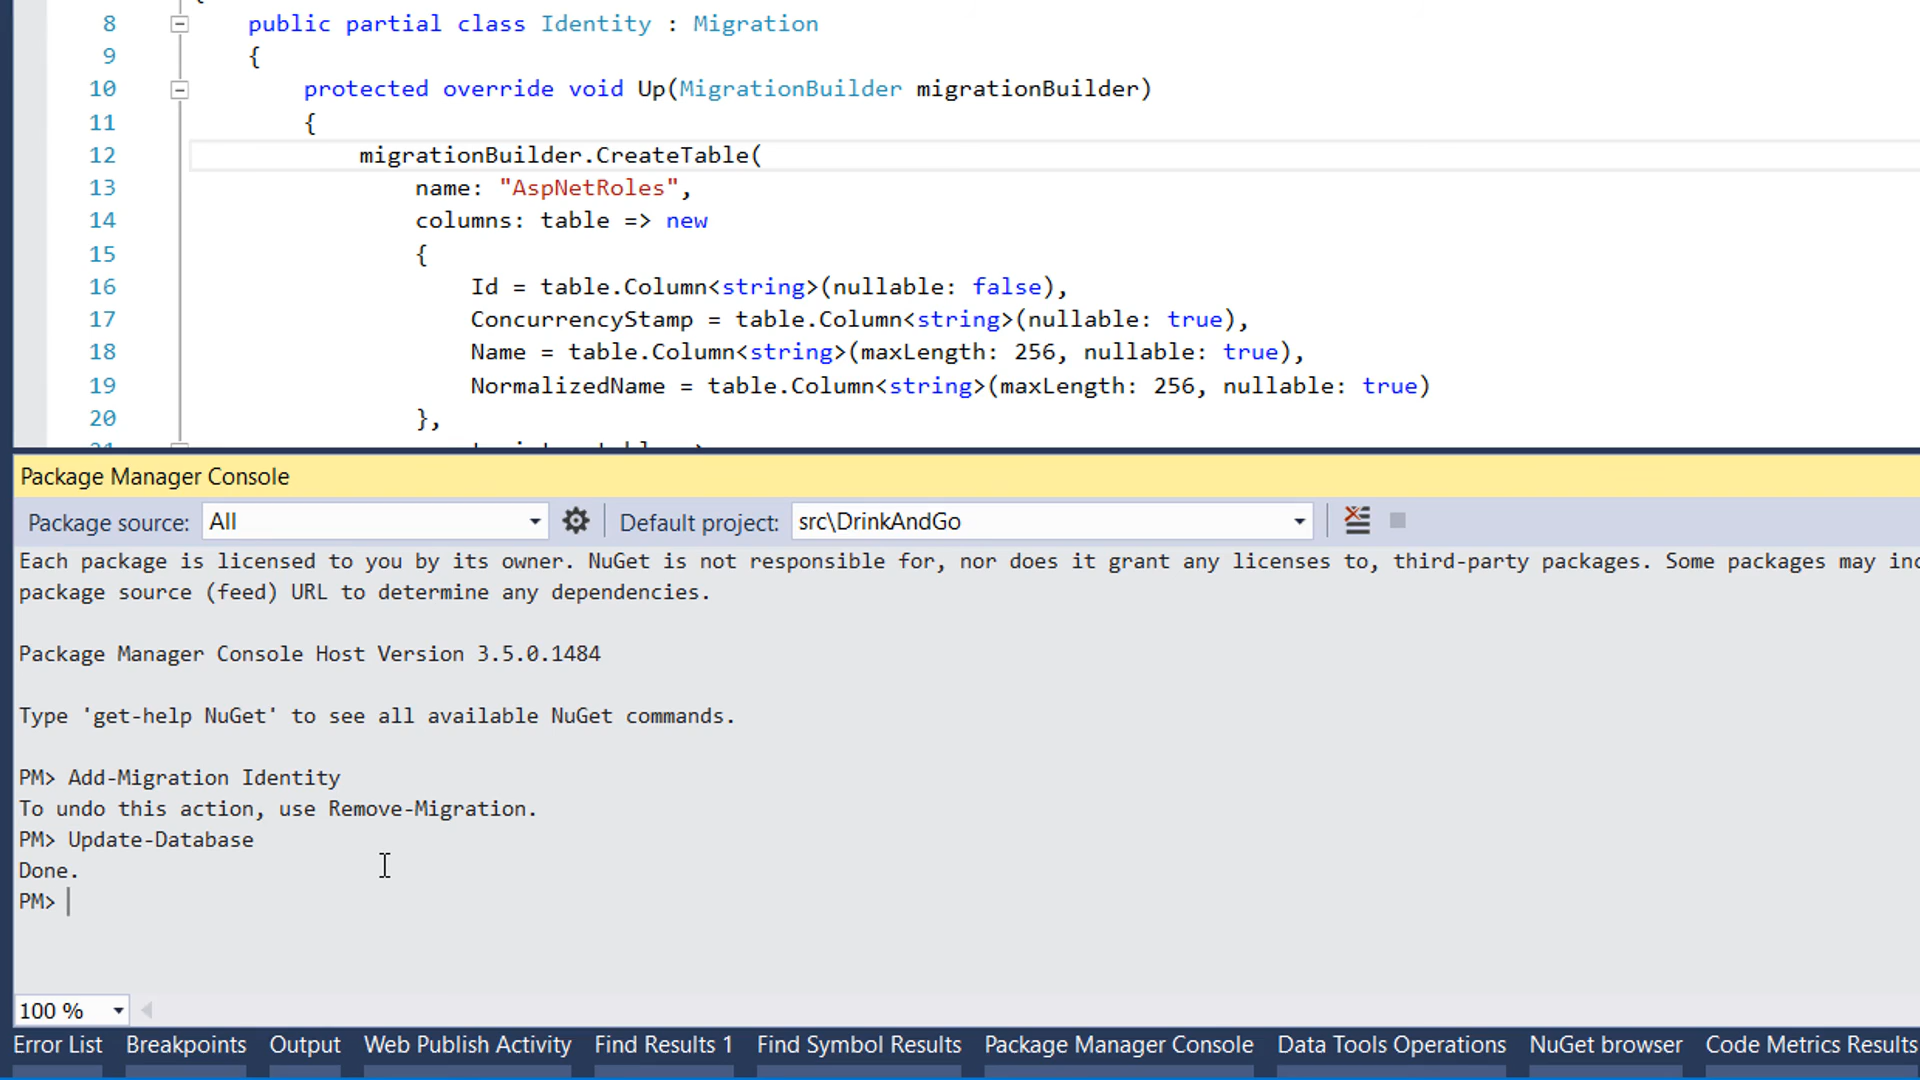 8 public partial class Identity : Migration
9 {
10 protected override void Up(MigrationBuilder migrationBuilder)
11 {
12 migrationBuilder.CreateTable(
13 name: "AspNetRoles",
14 columns: table => new
15 {
16 Id = table.Column<string>(nullable: false),
17 ConcurrencyStamp = table.Column<string>(nullable: true),
18 Name = table.Column<string>(maxLength: 256, nullable: true),
19 NormalizedName = table.Column<string>(maxLength: 256, nullable: true)
20 },
Package Manager Console
Package source: All Default project: src\DrinkAndGo
Each package is licensed to you by its owner. NuGet is not responsible for, nor does it grant any licenses to, third-party packages. Some packages may inc
package source (feed) URL to determine any dependencies.
Package Manager Console Host Version 3.5.0.1484
Type 'get-help NuGet' to see all available NuGet commands.
PM> Add-Migration Identity
To undo this action, use Remove-Migration.
PM> Update-Database
Done.
PM>
100 %
Error List Breakpoints Output Web Publish Activity Find Results 1 Find Symbol Results Package Manager Console Data Tools Operations NuGet browser Code Metrics Results